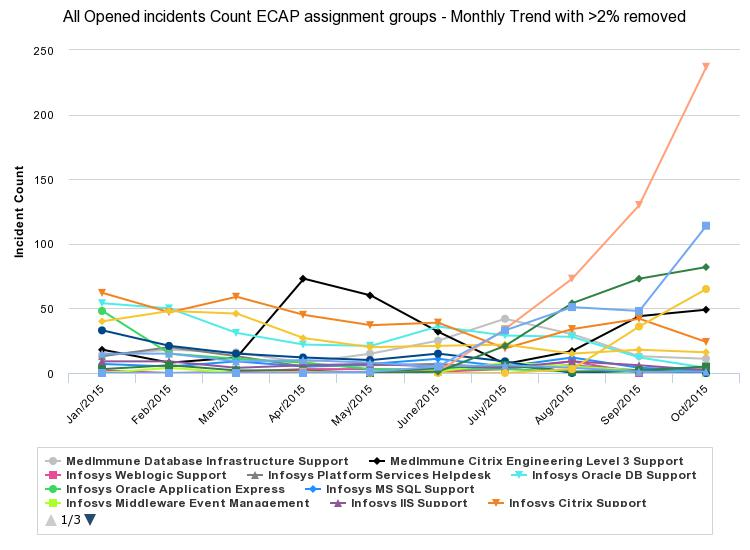 All Opened incidents Count ECAP assignment groups - Monthly Trend with >2% removed
250
200
150
100
50
0
Incident Count
Jan/2015
Feb/2015
Mar/2015
Apr/2015
May/2015
June/2015
July/2015
Aug/2015
Sep/2015
Oct/2015
MedImmune Database Infrastructure Support
MedImmune Citrix Engineering Level 3 Support
Infosys Weblogic Support
Infosys Platform Services Helpdesk
Infosys Oracle DB Support
Infosys Oracle Application Express
Infosys MS SQL Support
Infosys Middleware Event Management
Infosys IIS Support
Infosys Citrix Support
1/3